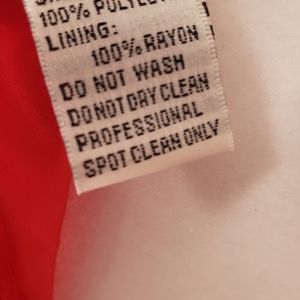 100% POLYE
LINING:
100% RAYON
DO NOT WASH
DO NOT DRY CLEAN
PROFESSIONAL
SPOT CLEAN ONLY